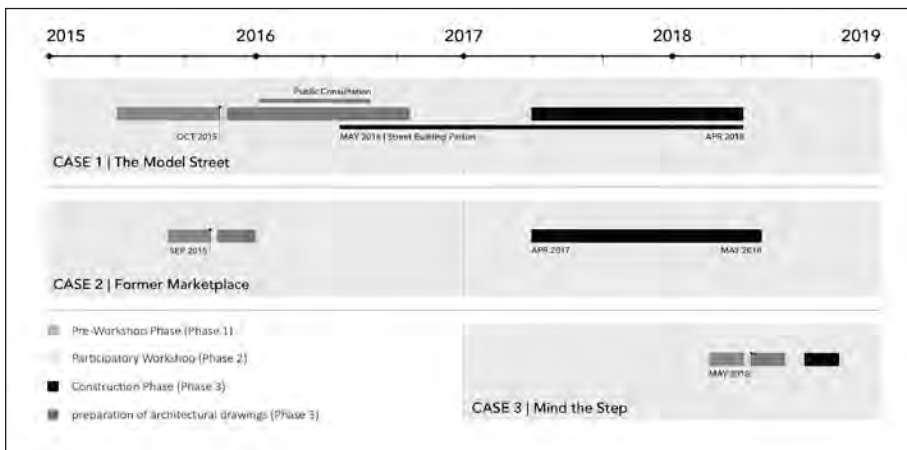 2015 2016 2017 2018 2019
Public Consultation
OCT 2015 MAY 2016 | Street Building Parties APR 2018
CASE 1 | The Model Street
SEP 2015 APR 2017 MAY 2018
CASE 2 | Former Marketplace
Pre-Workshop Phase (Phase 1)
Participatory Workshop (Phase 2)
Construction Phase (Phase 3)
preparation of architectural drawings (Phase 3)
MAY 2018
CASE 3 | Mind the Step